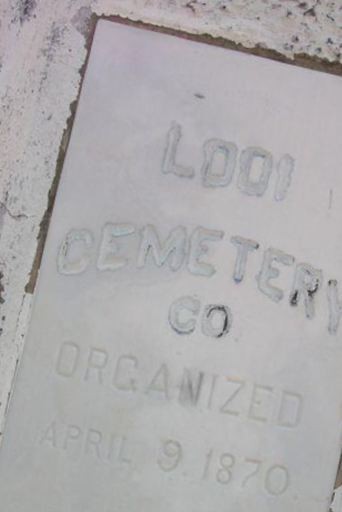 LODI
CEMETERY
CO
ORGANIZED
APRIL 9. 1870.